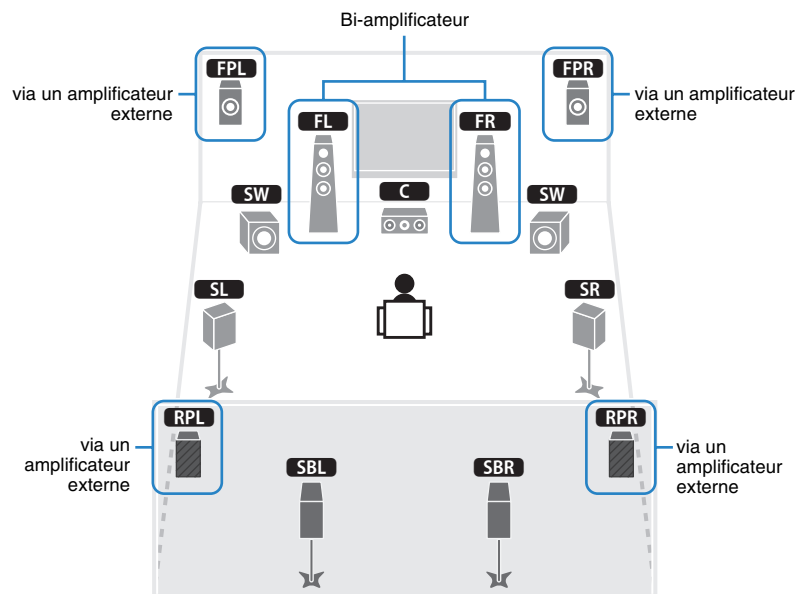 Bi-amplificateur
FPL
FPR
via un amplificateur
externe
via un amplificateur
externe
FL
FR
SW
C
SW
SL
SR
RPL
RPR
via un
amplificateur
externe
via un
amplificateur
externe
SBL
SBR